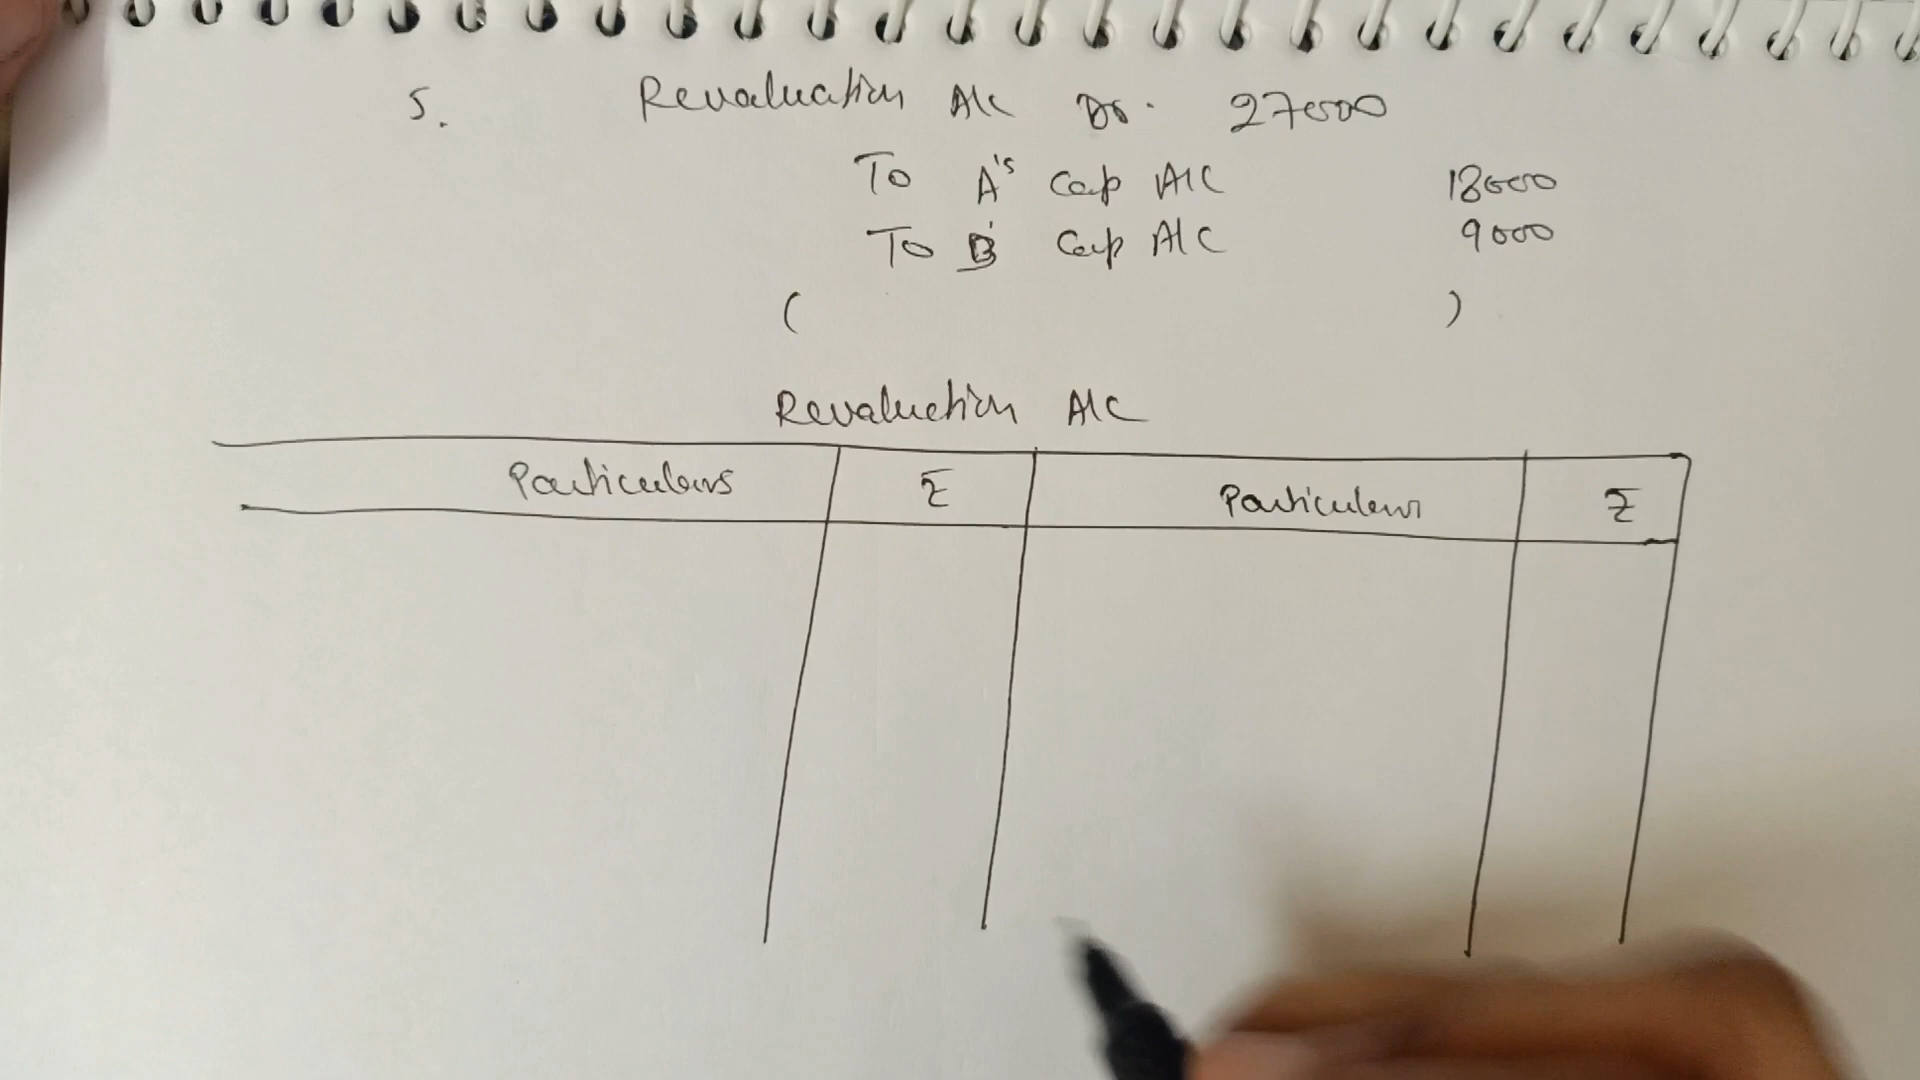 5. Revaluation A/c Dr. 27000
To A's Cap A/C 18000
To B' Cap A/C 9000
( )
Revaluation A/C
Particulars ₹ Particulars ₹